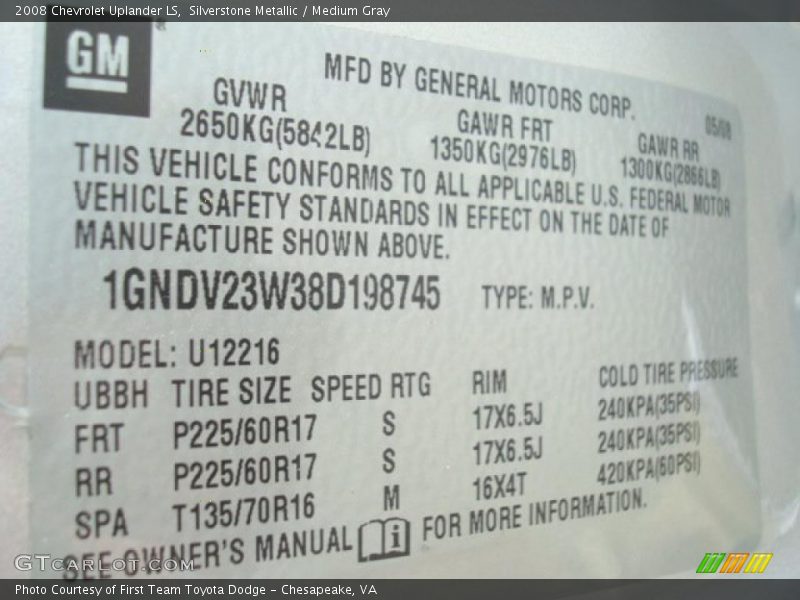 2008 Chevrolet Uplander LS, Silverstone Metallic / Medium Gray
GM
MFD BY GENERAL MOTORS CORP.
05/08
GVWR GAWR FRT GAWR RR
2650KG(5842LB) 1350KG(2976LB) 1300KG(2866LB)
THIS VEHICLE CONFORMS TO ALL APPLICABLE U.S. FEDERAL MOTOR
VEHICLE SAFETY STANDARDS IN EFFECT ON THE DATE OF
MANUFACTURE SHOWN ABOVE.
1GNDV23W38D198745 TYPE: M.P.V.
MODEL: U12216
UBBH TIRE SIZE SPEED RTG RIM COLD TIRE PRESSURE
FRT P225/60R17 S 17X6.5J 240KPA(35PSI)
RR P225/60R17 S 17X6.5J 240KPA(35PSI)
SPA T135/70R16 M 16X4T 420KPA(60PSI)
SEE OWNER'S MANUAL i FOR MORE INFORMATION.
GTcarlot.com
Photo Courtesy of First Team Toyota Dodge - Chesapeake, VA